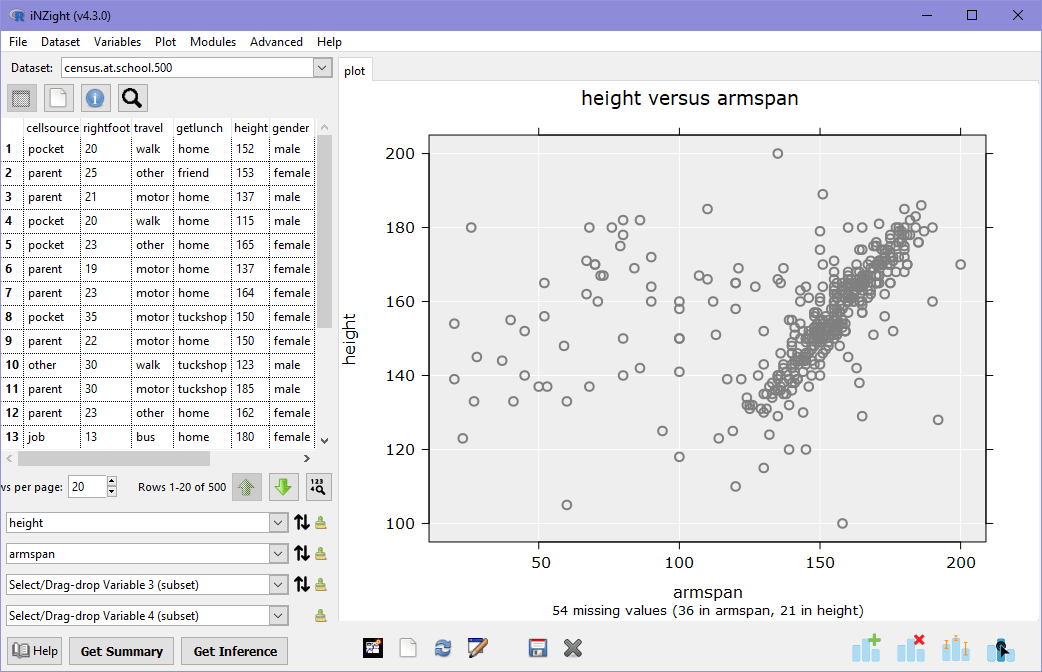 iNZight (v4.3.0)
File Dataset Variables Plot Modules Advanced Help
Dataset: census.at.school.500
plot
cellsource rightfoot travel getlunch height gender
1 pocket 20 walk home 152 male
2 parent 25 other friend 153 female
3 parent 21 motor home 137 male
4 pocket 20 walk home 115 male
5 pocket 23 other home 165 female
6 parent 19 motor home 137 female
7 parent 23 motor home 164 female
8 pocket 35 motor tuckshop 150 female
9 parent 22 motor home 150 female
10 other 30 walk tuckshop 123 male
11 parent 30 motor tuckshop 185 male
12 parent 23 other home 162 female
13 job 13 bus home 180 female
vs per page: 20 Rows 1-20 of 500 123
4
height
armspan
Select/Drag-drop Variable 3 (subset)
Select/Drag-drop Variable 4 (subset)
Help Get Summary Get Inference
height versus armspan
height
200
180
160
140
120
100
50 100 150 200
armspan
54 missing values (36 in armspan, 21 in height)